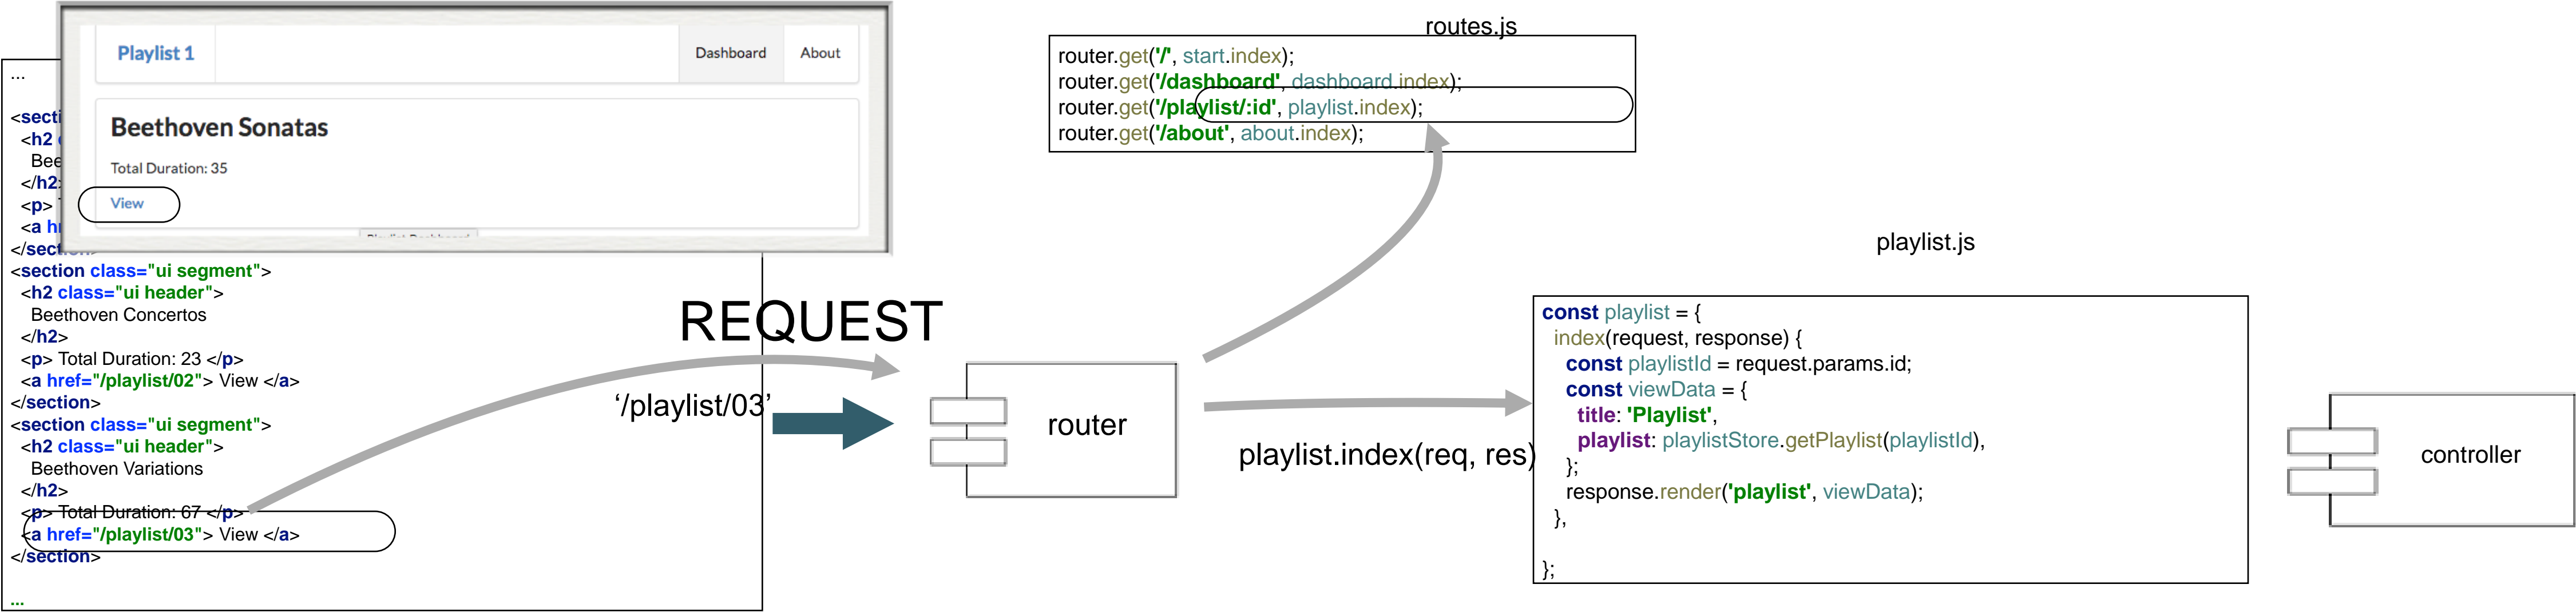 Playlist 1
Dashboard
About
Beethoven Sonatas
Total Duration: 35
View
...
<secti
<h2
Bee
</h2
<p>
<a
</section>
<section class="ui segment">
<h2 class="ui header">
Beethoven Concertos
</h2>
<p> Total Duration: 23 </p>
<a href="/playlist/02"> View </a>
</section>
<section class="ui segment">
<h2 class="ui header">
Beethoven Variations
</h2>
<p> Total Duration: 67 </p>
<a href="/playlist/03"> View </a>
</section>
...
REQUEST
‘/playlist/03’
router
routes.js
router.get('/', start.index);
router.get('/dashboard', dashboard.index);
router.get('/playlist/:id', playlist.index);
router.get('/about', about.index);
playlist.index(req, res)
playlist.js
const playlist = {
index(request, response) {
const playlistId = request.params.id;
const viewData = {
title: 'Playlist',
playlist: playlistStore.getPlaylist(playlistId),
};
response.render('playlist', viewData);
},
};
controller